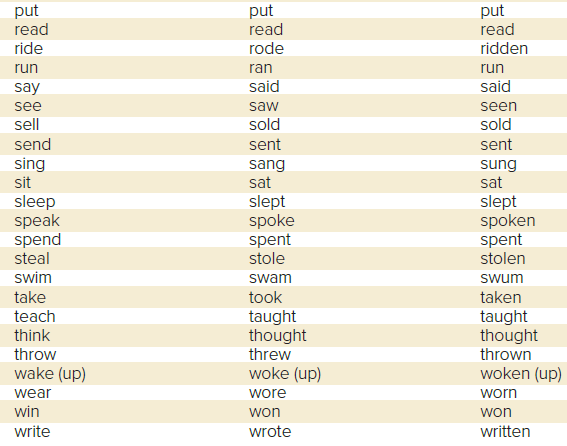 put put put
read read read
ride rode ridden
run ran run
say said said
see saw seen
sell sold sold
send sent sent
sing sang sung
sit sat sat
sleep slept slept
speak spoke spoken
spend spent spent
steal stole stolen
swim swam swum
take took taken
teach taught taught
think thought thought
throw threw thrown
wake (up) woke (up) woken (up)
wear wore worn
win won won
write wrote written